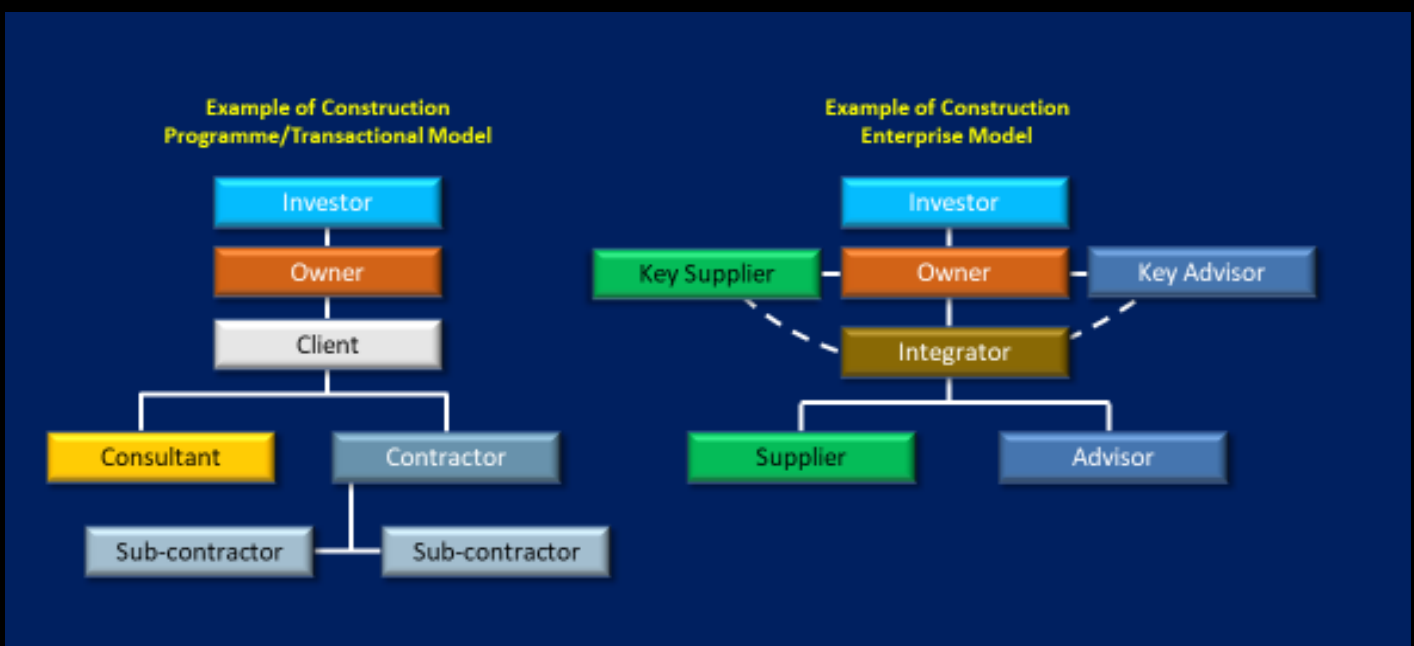 Example of Construction
Programme/Transactional Model
Investor
Owner
Client
Consultant
Contractor
Sub-contractor
Sub-contractor
Example of Construction
Enterprise Model
Investor
Key Supplier
Owner
Key Advisor
Integrator
Supplier
Advisor